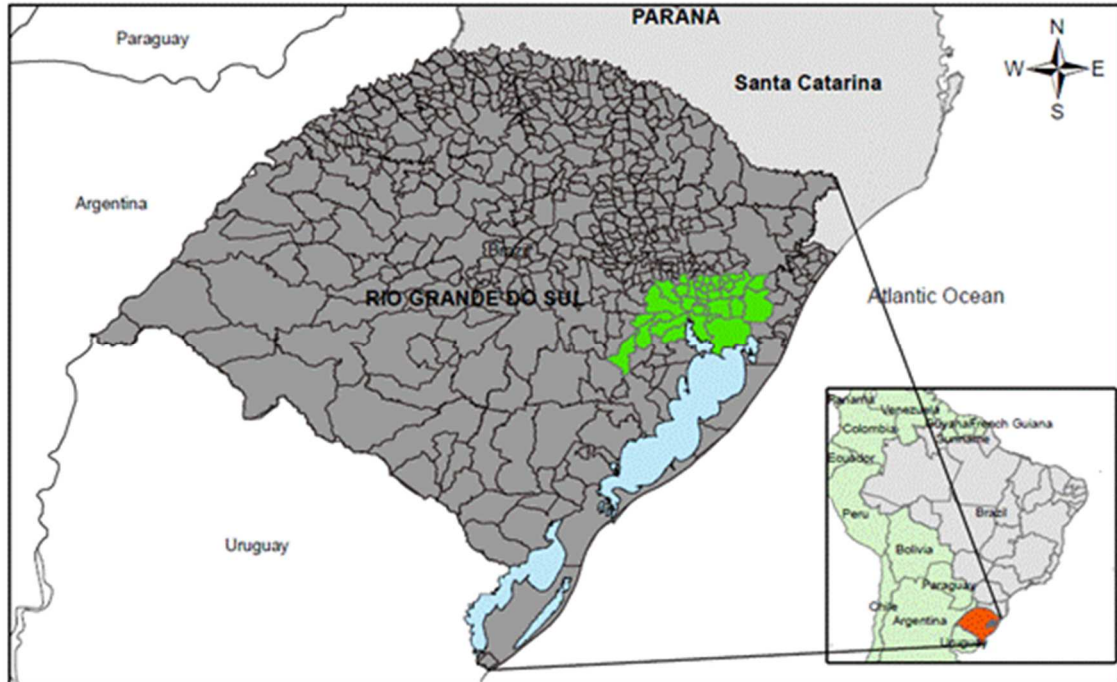 PARANA
Paraguay
N
Santa Catarina
W E
S
Argentina
Brazil
RIO GRANDE DO SUL
Atlantic Ocean
Uruguay
Panama
Venezuela
Guyana French Guiana
Colombia
Suriname
Ecuador
Peru
Brazil
Bolivia
Paraguay
Chile
Argentina
Uruguay